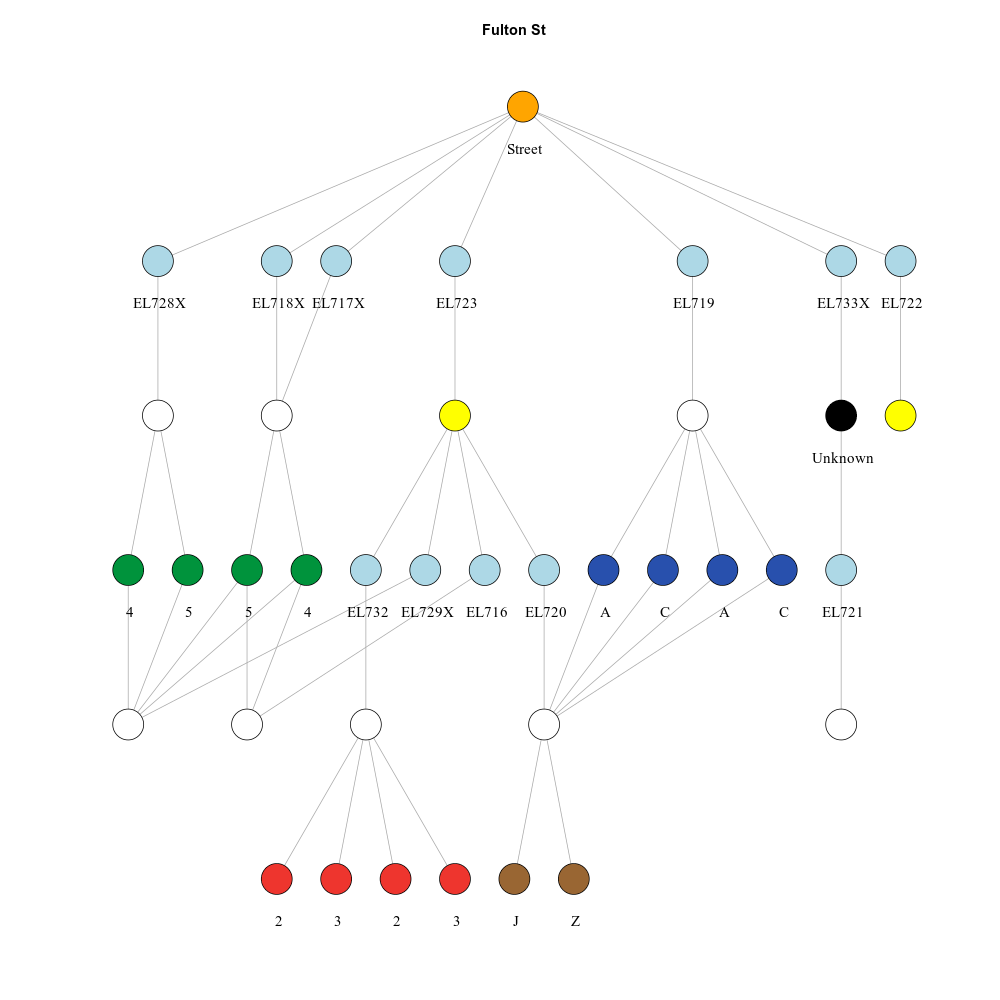 Fulton St
Street
EL728X EL718X EL717X EL723 EL719 EL733X EL722
Unknown
4 5 5 4 EL732 EL729X EL716 EL720 A C A C EL721
2 3 2 3 J Z